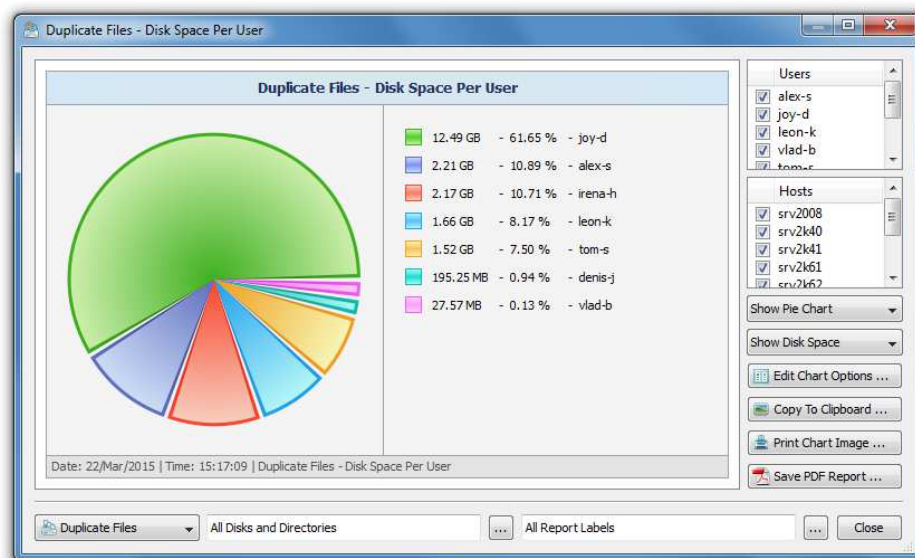 Duplicate Files - Disk Space Per User
Duplicate Files - Disk Space Per User
12.49 GB - 61.65 % - joy-d
2.21 GB - 10.89 % - alex-s
2.17 GB - 10.71 % - irena-h
1.66 GB - 8.17 % - leon-k
1.52 GB - 7.50 % - tom-s
195.25 MB - 0.94 % - denis-j
27.57 MB - 0.13 % - vlad-b
Date: 22/Mar/2015 | Time: 15:17:09 | Duplicate Files - Disk Space Per User
Users
alex-s
joy-d
leon-k
vlad-b
tom-s
Hosts
srv2008
srv2k40
srv2k41
srv2k61
srv2k62
Show Pie Chart
Show Disk Space
Edit Chart Options ...
Copy To Clipboard ...
Print Chart Image ...
Save PDF Report ...
Duplicate Files
All Disks and Directories
...
All Report Labels
...
Close